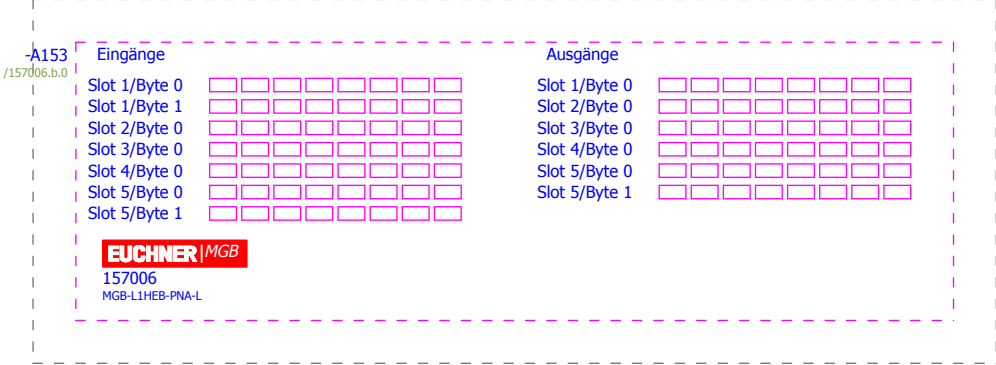 -A153
/157006.b.0
Eingänge
Slot 1/Byte 0
Slot 1/Byte 1
Slot 2/Byte 0
Slot 3/Byte 0
Slot 4/Byte 0
Slot 5/Byte 0
Slot 5/Byte 1
Ausgänge
Slot 1/Byte 0
Slot 2/Byte 0
Slot 3/Byte 0
Slot 4/Byte 0
Slot 5/Byte 0
Slot 5/Byte 1
EUCHNER|MGB
157006
MGB-L1HEB-PNA-L